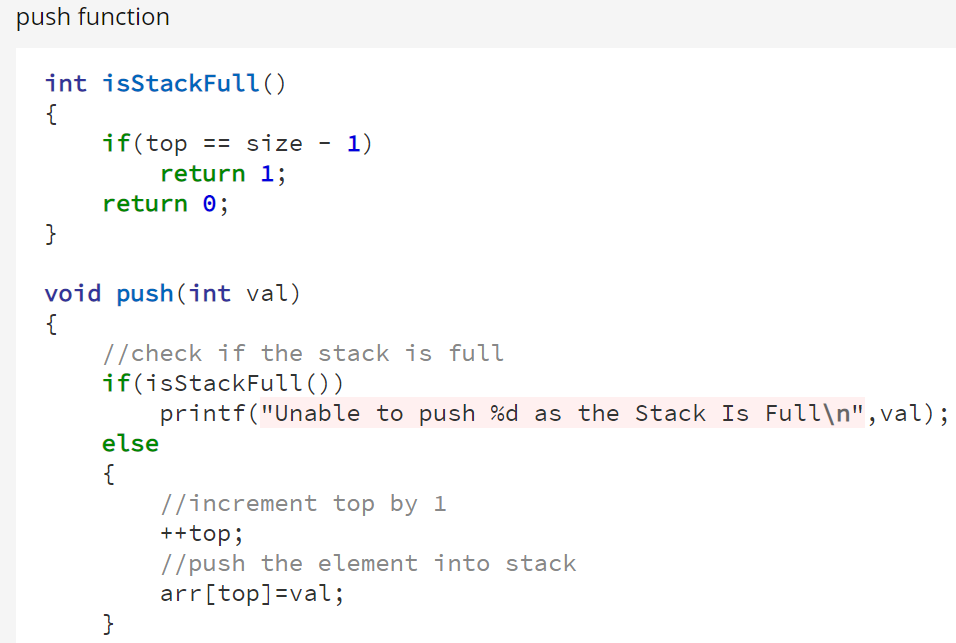 push function
int isStackFull()
{
    if(top == size - 1)
        return 1;
    return 0;
}

void push(int val)
{
    //check if the stack is full
    if(isStackFull())
        printf("Unable to push %d as the Stack Is Full\n",val);
    else
    {
        //increment top by 1
        ++top;
        //push the element into stack
        arr[top]=val;
    }